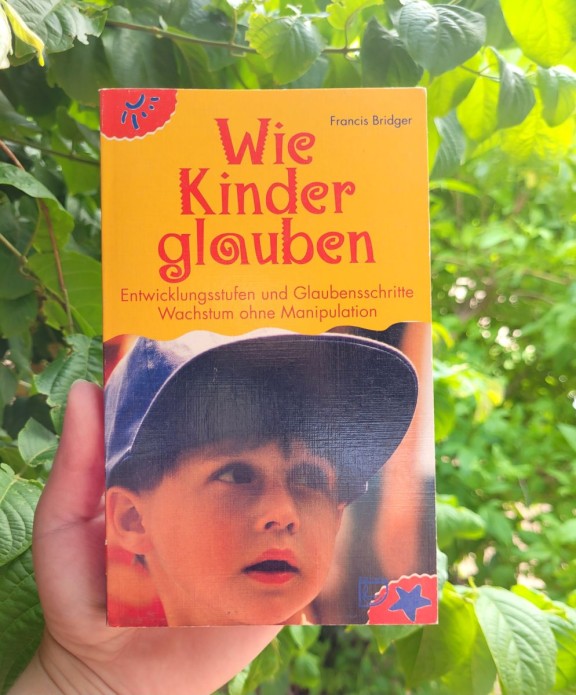 Francis Bridger
Wie
Kinder
glauben
Entwicklungsstufen und Glaubensschritte
Wachstum ohne Manipulation